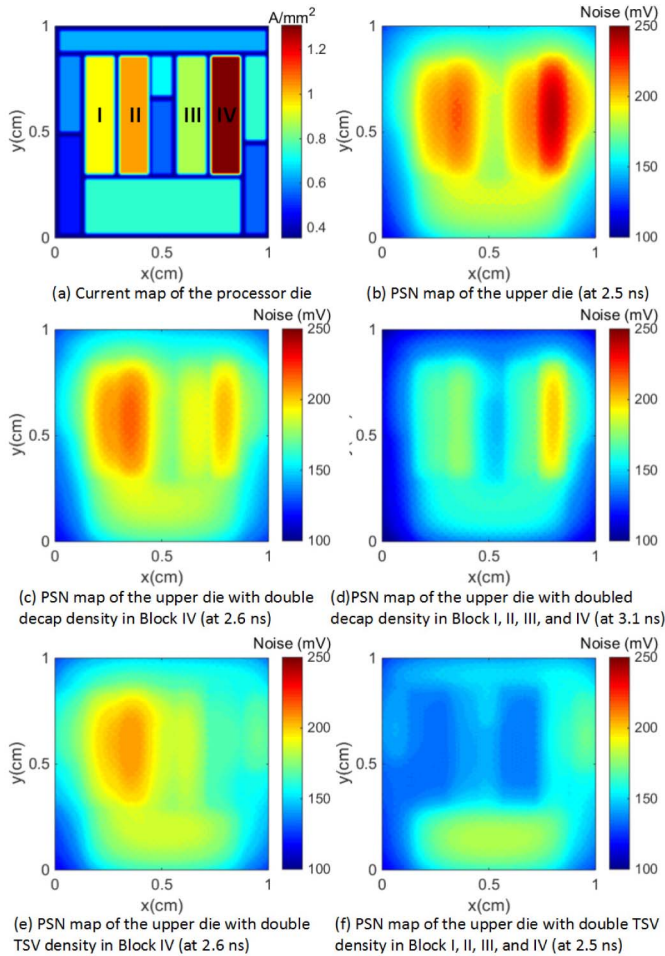 A/mm²
1
0.5
0
y(cm)
I II III IV
0 0.5 1
x(cm)
1.2
1
0.8
0.6
0.4
(a) Current map of the processor die
Noise (mV)
1
0.5
0
y(cm)
0 0.5 1
x(cm)
250
200
150
100
(b) PSN map of the upper die (at 2.5 ns)
Noise (mV)
1
0.5
0
y(cm)
0 0.5 1
x(cm)
250
200
150
100
(c) PSN map of the upper die with double
decap density in Block IV (at 2.6 ns)
Noise (mV)
1
0.5
0
0 0.5 1
x(cm)
250
200
150
100
(d)PSN map of the upper die with doubled
decap density in Block I, II, III, and IV (at 3.1 ns)
Noise (mV)
1
0.5
0
y(cm)
0 0.5 1
x(cm)
250
200
150
100
(e) PSN map of the upper die with double
TSV density in Block IV (at 2.6 ns)
Noise (mV)
1
0.5
0
y(cm)
0 0.5 1
x(cm)
250
200
150
100
(f) PSN map of the upper die with double TSV
density in Block I, II, III, and IV (at 2.5 ns)